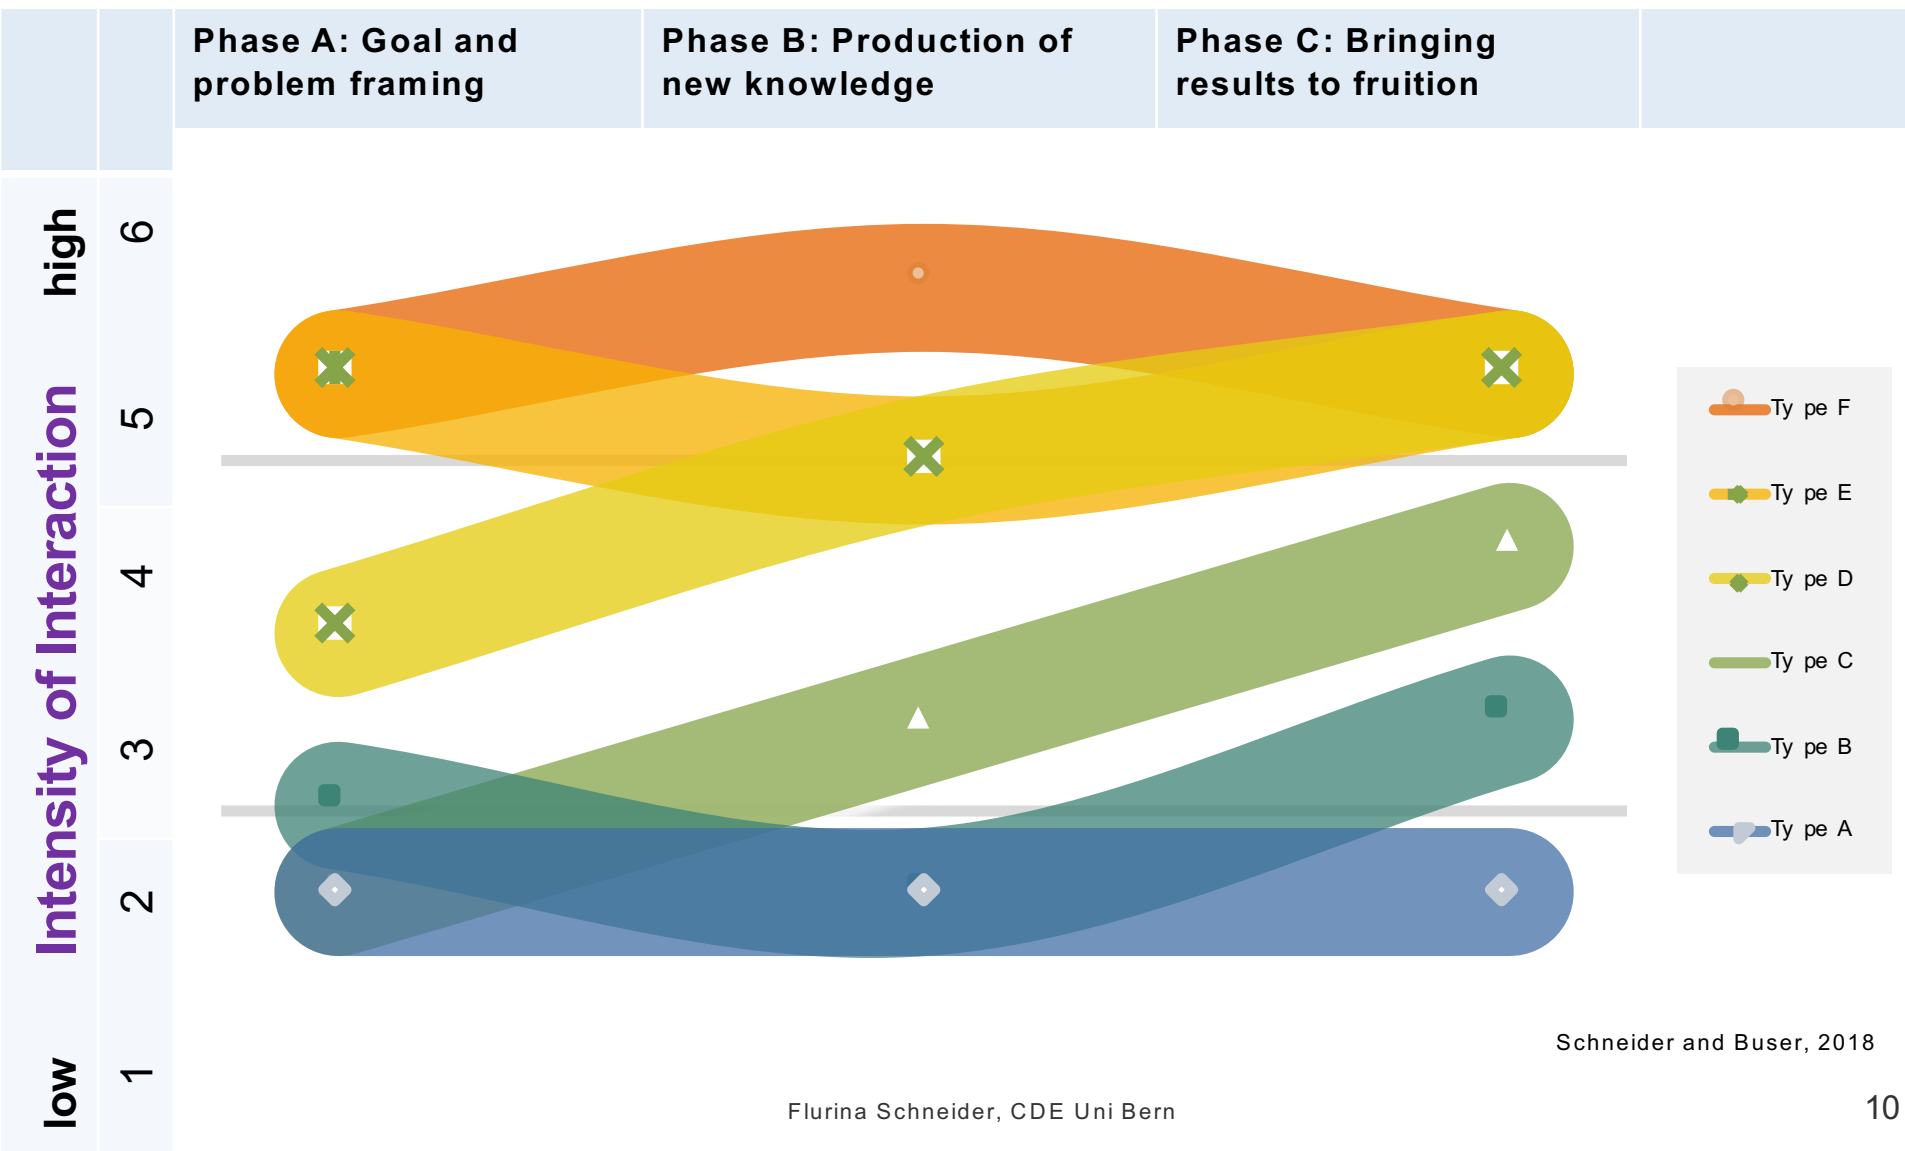 Phase A: Goal and
problem framing
Phase B: Production of
new knowledge
Phase C: Bringing
results to fruition
high
low
Intensity of Interaction
6
5
4
3
2
1
Ty pe F
Ty pe E
Ty pe D
Ty pe C
Ty pe B
Ty pe A
Schneider and Buser, 2018
Flurina Schneider, CDE Uni Bern
10